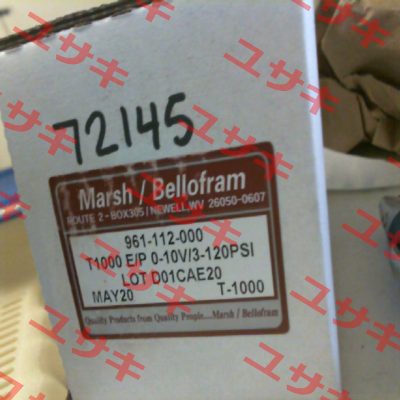 72145
Marsh / Bellofram
ROUTE 2 - BOX305 / NEWELL, WV 26050-0607
961-112-000
T1000 E/P 0-10V/3-120PSI
LOT D01CAE20
MAY20 T-1000
Quality Products from Quality People...Marsh / Bellofram
ユサキ
ユサキ
ユサキ
ユサキ
ユサキ
ユサキ
ユサキ
ユサキ